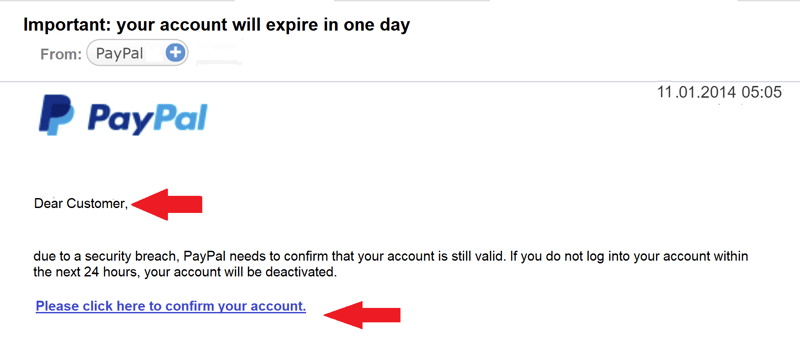 Important: your account will expire in one day
From: PayPal
11.01.2014 05:05
PayPal
Dear Customer,
due to a security breach, PayPal needs to confirm that your account is still valid. If you do not log into your account within
the next 24 hours, your account will be deactivated.
Please click here to confirm your account.